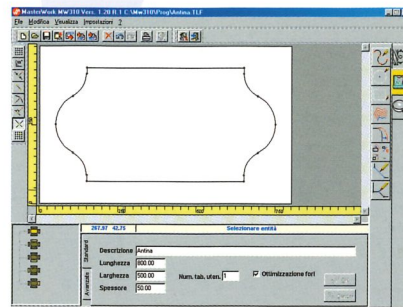 MasterWork MW310 Vers. 1.20 R.1 C:\Mw310\Prog\Antina.TLF
File Modifica Visualizza Impostazioni ?
267.97 42.75 Selezionare entità
Standard
Avanzate
Descrizione Antina
Lunghezza 800.00
Larghezza 500.00
Spessore 50.00
Num. tab. uten. 1
Ottimizzazione fori